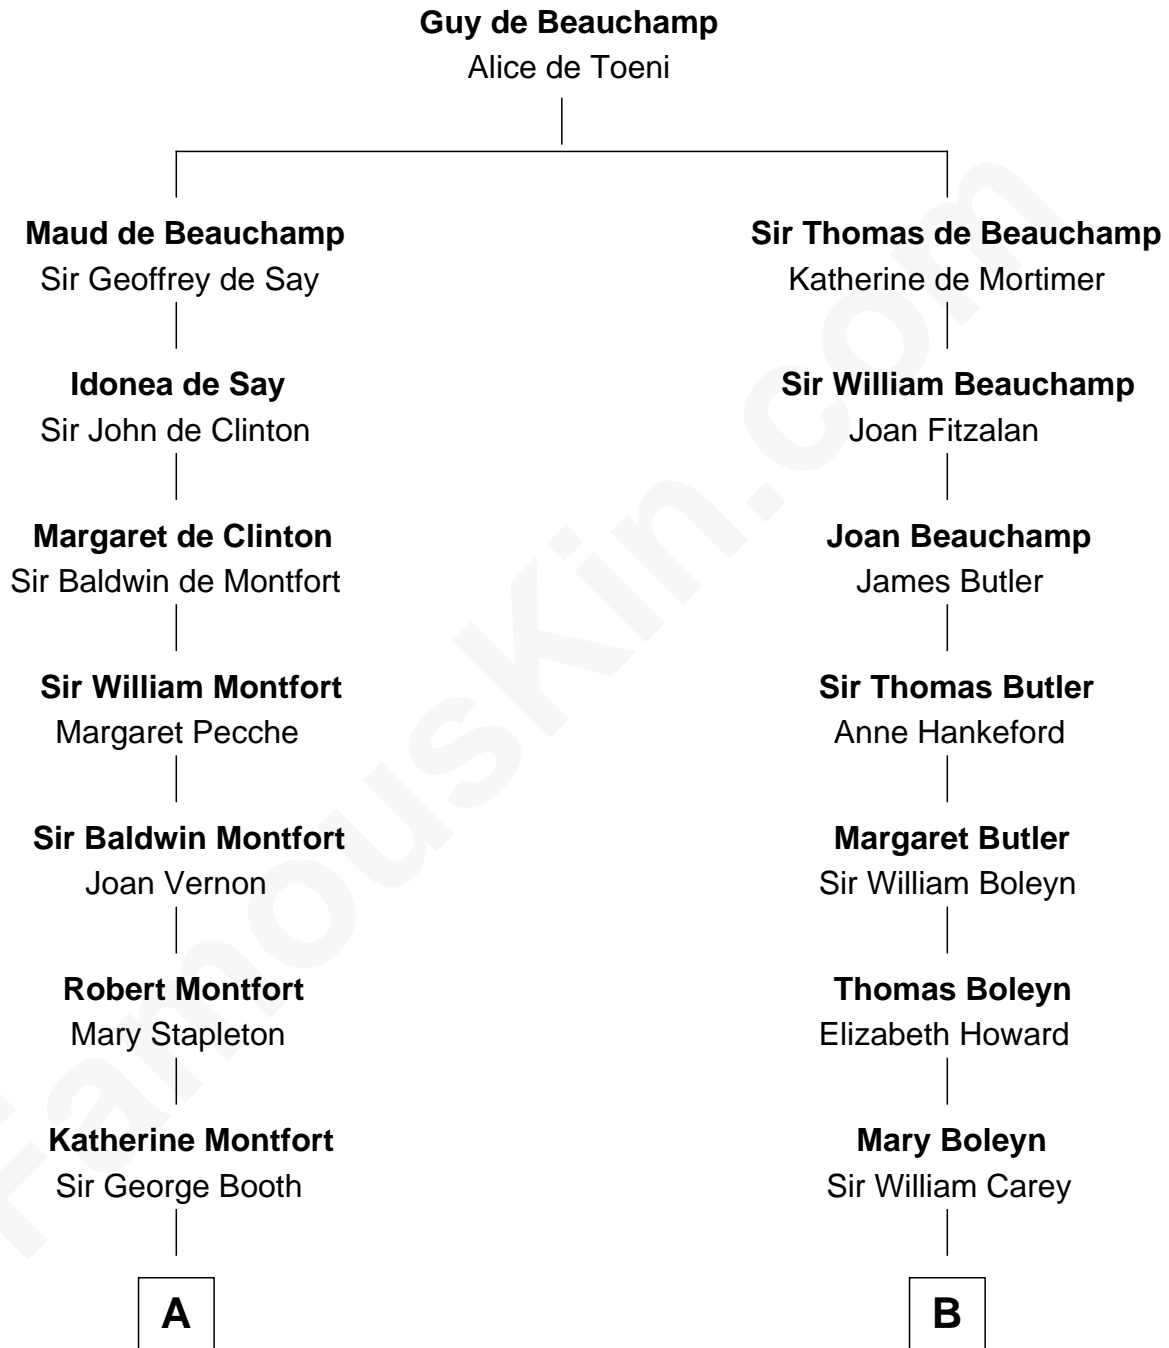 Guy de Beauchamp
Alice de Toeni
Maud de Beauchamp
Sir Geoffrey de Say
Sir Thomas de Beauchamp
Katherine de Mortimer
Idonea de Say
Sir John de Clinton
Sir William Beauchamp
Joan Fitzalan
Margaret de Clinton
Sir Baldwin de Montfort
Joan Beauchamp
James Butler
Sir William Montfort
Margaret Pecche
Sir Thomas Butler
Anne Hankeford
Sir Baldwin Montfort
Joan Vernon
Margaret Butler
Sir William Boleyn
Robert Montfort
Mary Stapleton
Thomas Boleyn
Elizabeth Howard
Katherine Montfort
Sir George Booth
Mary Boleyn
Sir William Carey
A
B
FamousKin.com